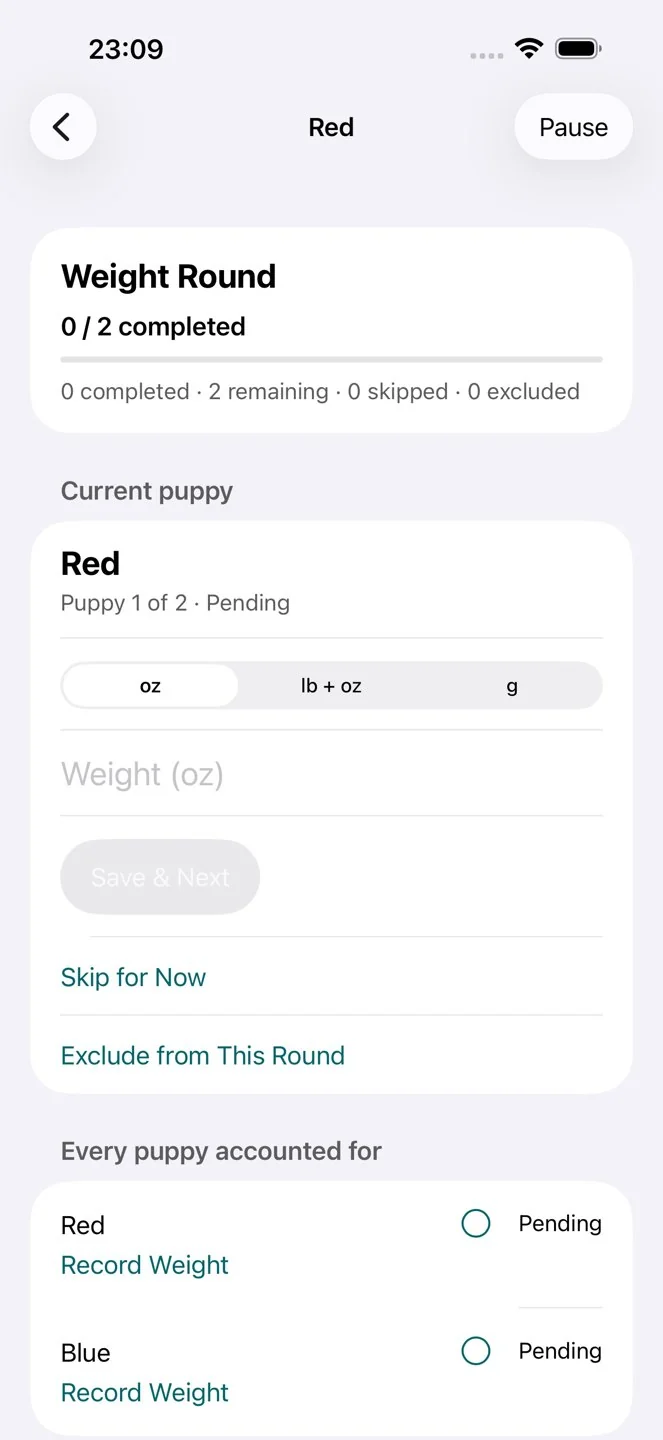 23:09
Red
Pause
Weight Round
0 / 2 completed
0 completed · 2 remaining · 0 skipped · 0 excluded
Current puppy
Red
Puppy 1 of 2 · Pending
oz
lb + oz
g
Weight (oz)
Save & Next
Skip for Now
Exclude from This Round
Every puppy accounted for
Red
Pending
Record Weight
Blue
Pending
Record Weight